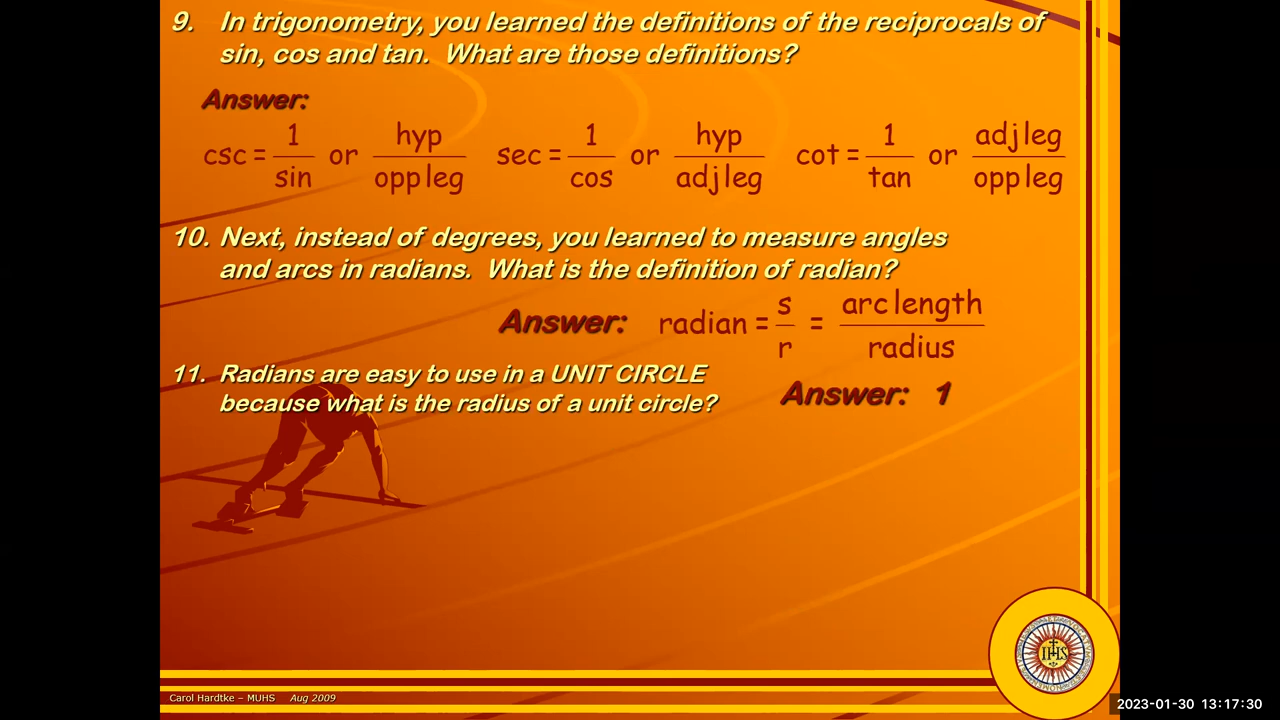 9. In trigonometry, you learned the definitions of the reciprocals of
sin, cos and tan. What are those definitions?
Answer:
csc = 1/sin or hyp/opp leg sec = 1/cos or hyp/adj leg cot = 1/tan or adj leg/opp leg
10. Next, instead of degrees, you learned to measure angles
and arcs in radians. What is the definition of radian?
Answer: radian = s/r = arc length/radius
11. Radians are easy to use in a UNIT CIRCLE
because what is the radius of a unit circle?
Answer: 1
IHS
Carol Hardtke – MUHS Aug 2009
2023-01-30 13:17:30